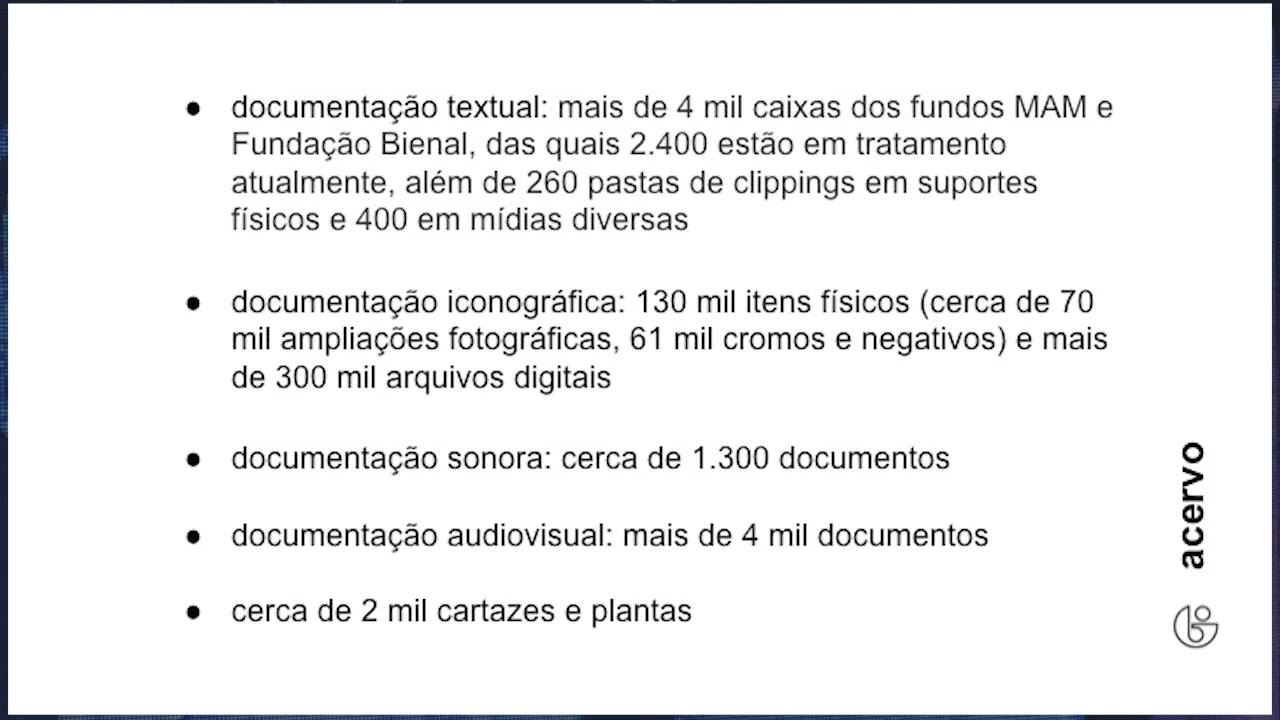 ● documentação textual: mais de 4 mil caixas dos fundos MAM e
Fundação Bienal, das quais 2.400 estão em tratamento
atualmente, além de 260 pastas de clippings em suportes
físicos e 400 em mídias diversas
● documentação iconográfica: 130 mil itens físicos (cerca de 70
mil ampliações fotográficas, 61 mil cromos e negativos) e mais
de 300 mil arquivos digitais
● documentação sonora: cerca de 1.300 documentos
● documentação audiovisual: mais de 4 mil documentos
● cerca de 2 mil cartazes e plantas
acervo